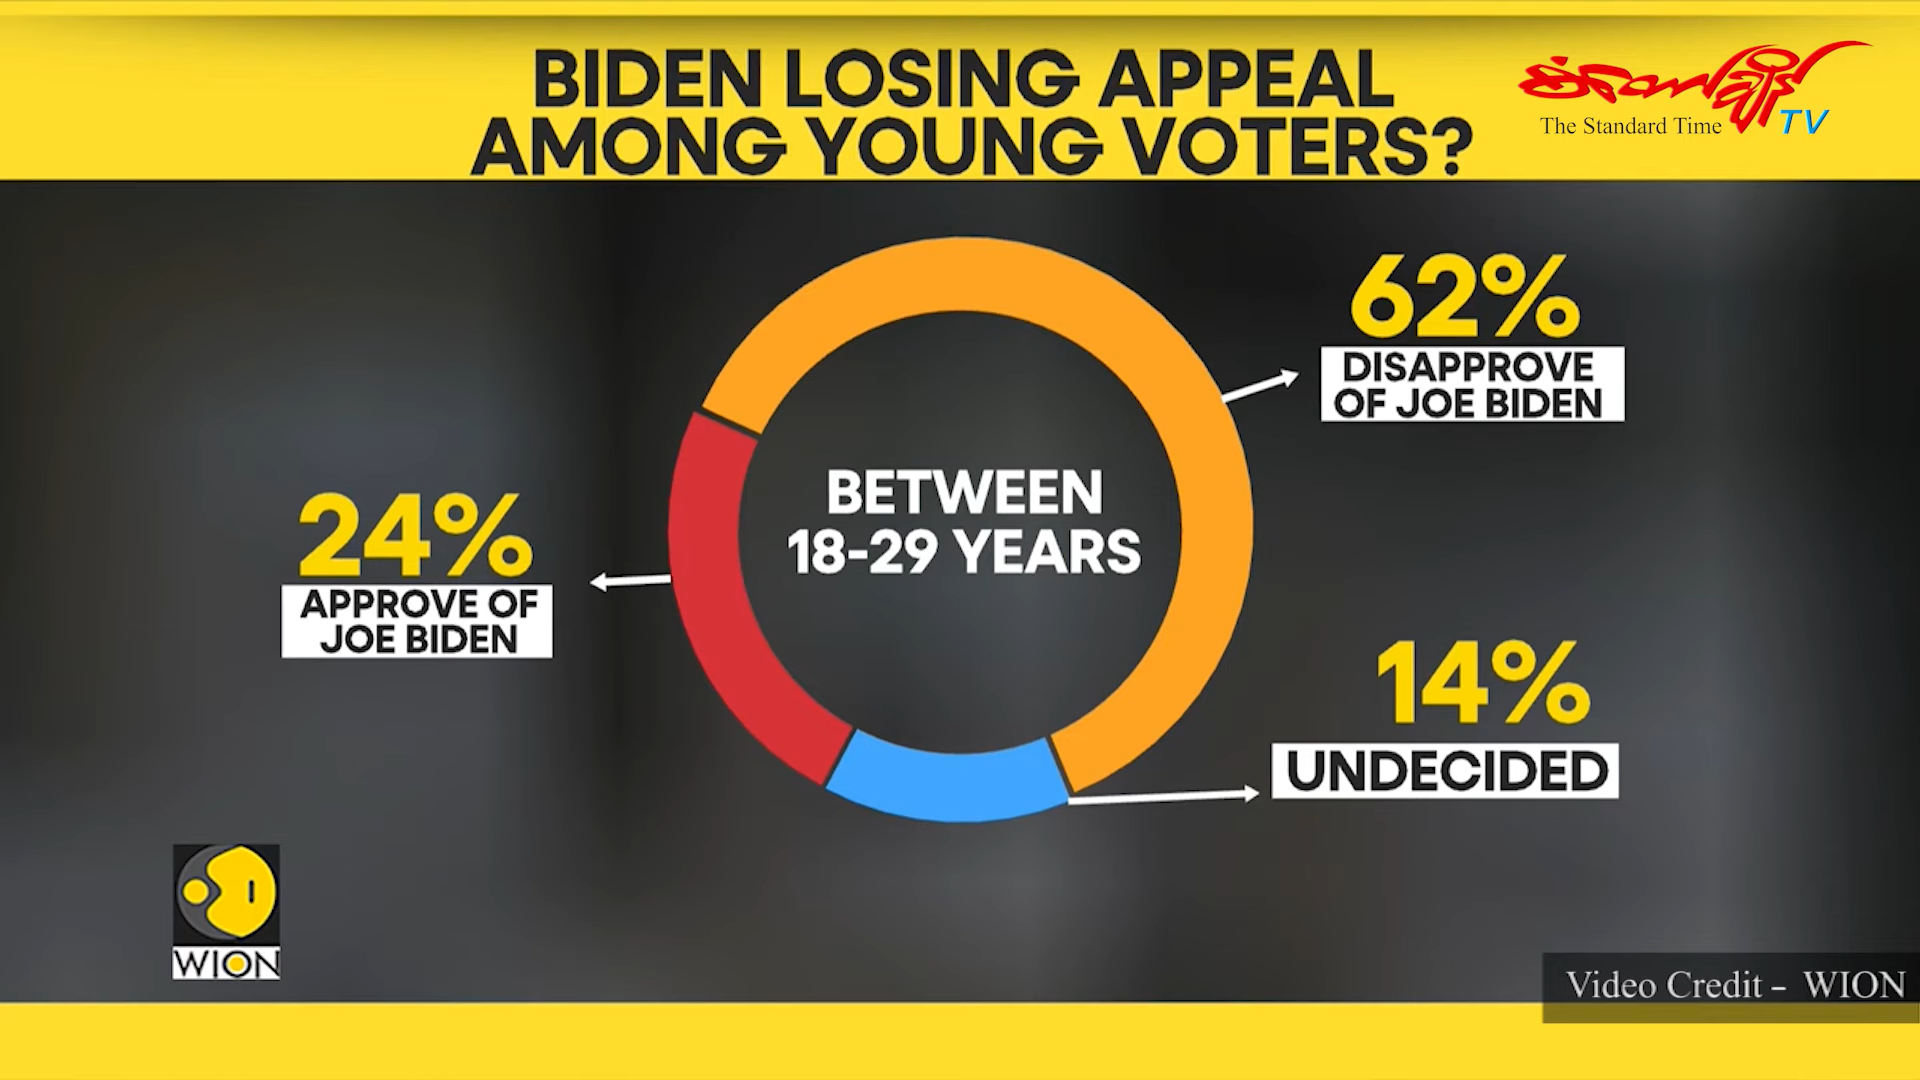 BIDEN LOSING APPEAL
AMONG YOUNG VOTERS?
The Standard Time
TV
62%
DISAPPROVE
OF JOE BIDEN
BETWEEN
18-29 YEARS
24%
APPROVE OF
JOE BIDEN
14%
UNDECIDED
WION
Video Credit - WION